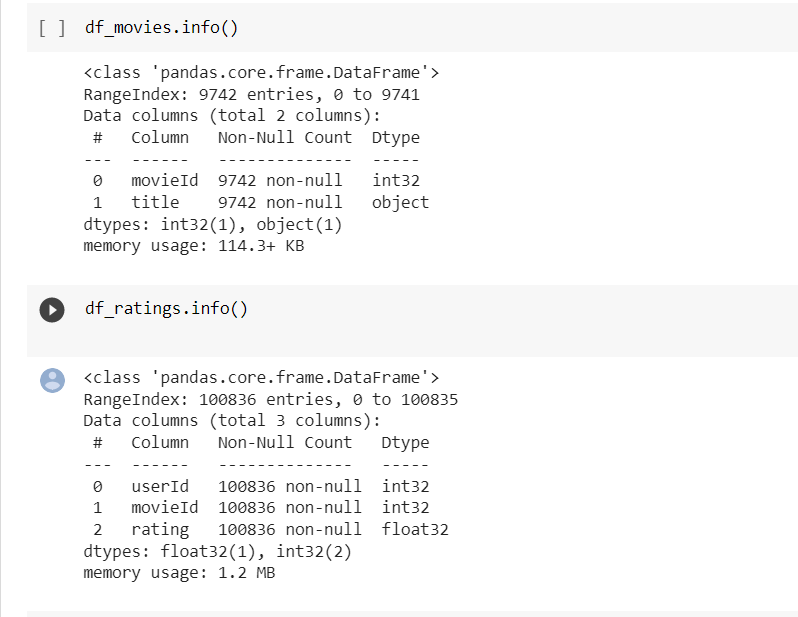 [ ] df_movies.info()
<class 'pandas.core.frame.DataFrame'>
RangeIndex: 9742 entries, 0 to 9741
Data columns (total 2 columns):
 #   Column   Non-Null Count  Dtype
---  ------   --------------  -----
 0   movieId  9742 non-null   int32
 1   title    9742 non-null   object
dtypes: int32(1), object(1)
memory usage: 114.3+ KB
df_ratings.info()
<class 'pandas.core.frame.DataFrame'>
RangeIndex: 100836 entries, 0 to 100835
Data columns (total 3 columns):
 #   Column   Non-Null Count   Dtype
---  ------   --------------   -----
 0   userId   100836 non-null  int32
 1   movieId  100836 non-null  int32
 2   rating   100836 non-null  float32
dtypes: float32(1), int32(2)
memory usage: 1.2 MB